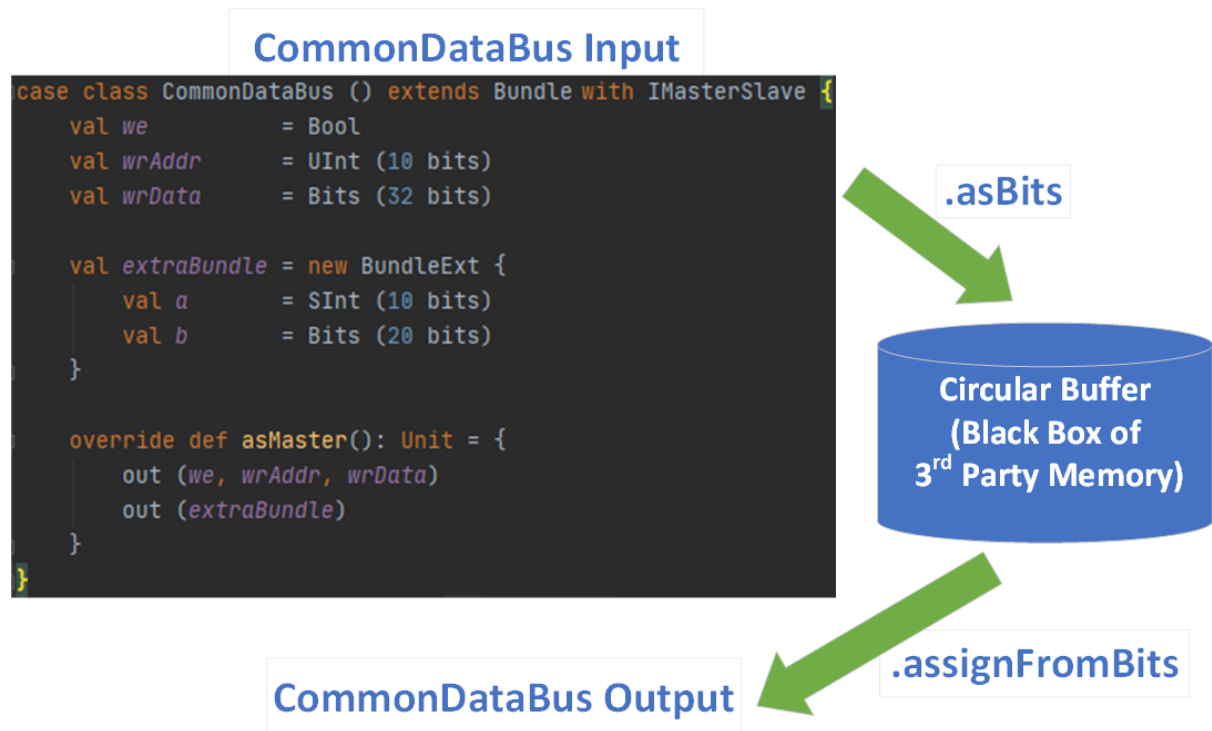 CommonDataBus Input
case class CommonDataBus () extends Bundle with IMasterSlave {
    val we          = Bool
    val wrAddr      = UInt (10 bits)
    val wrData      = Bits (32 bits)
    val extraBundle = new BundleExt {
        val a       = SInt (10 bits)
        val b       = Bits (20 bits)
    }
    override def asMaster(): Unit = {
        out (we, wrAddr, wrData)
        out (extraBundle)
    }
}
.asBits
Circular Buffer
(Black Box of
3rd Party Memory)
.assignFromBits
CommonDataBus Output